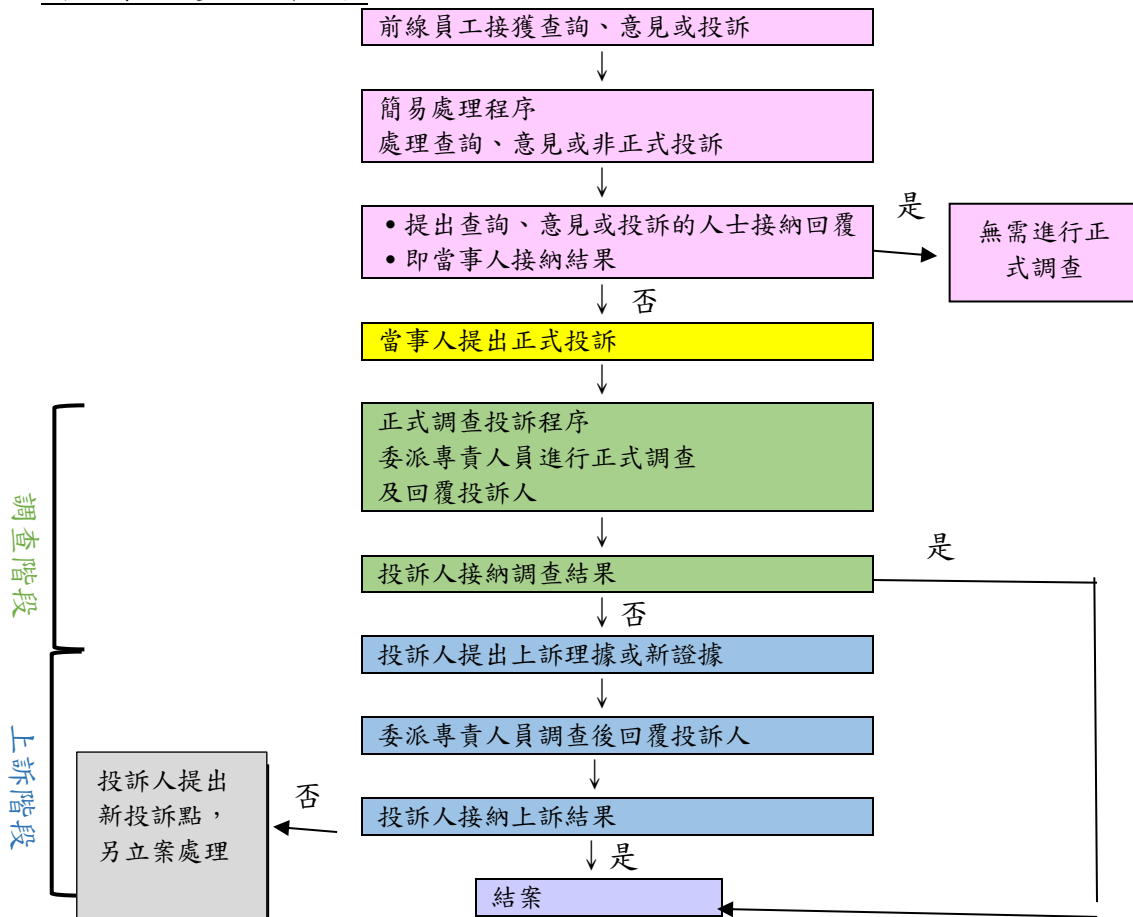 前線員工接獲查詢、意見或投訴
簡易處理程序
處理查詢、意見或非正式投訴
• 提出查詢、意見或投訴的人士接納回覆
• 即當事人接納結果
是
無需進行正
式調查
否
當事人提出正式投訴
正式調查投訴程序
委派專責人員進行正式調查
及回覆投訴人
調查階段
是
投訴人接納調查結果
否
投訴人提出上訴理據或新證據
委派專責人員調查後回覆投訴人
上訴階段
投訴人提出
新投訴點，
另立案處理
否
投訴人接納上訴結果
是
結案